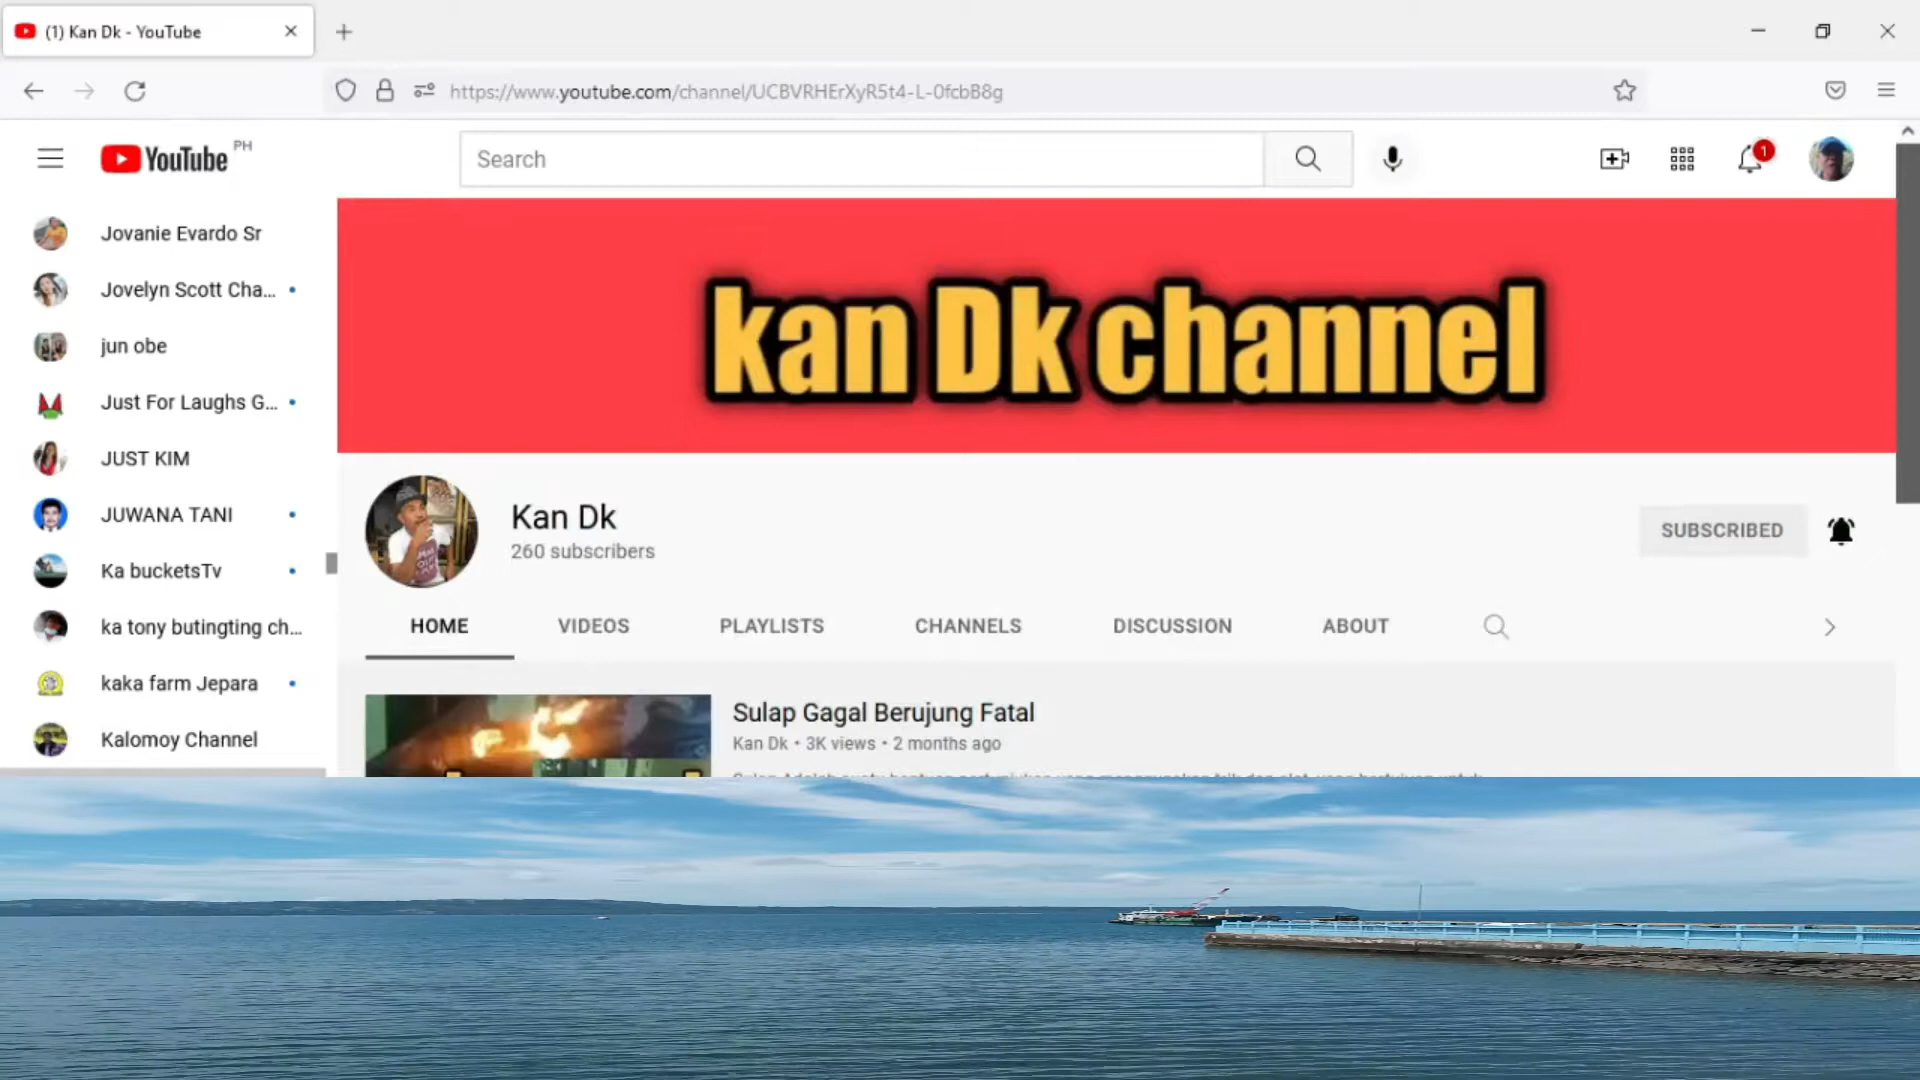 (1) Kan Dk - YouTube
https://www.youtube.com/channel/UCBVRHErXyR5t4-L-0fcbB8g
YouTube PH
Search
1
Jovanie Evardo Sr
Jovelyn Scott Cha...
jun obe
Just For Laughs G...
JUST KIM
JUWANA TANI
Ka bucketsTv
ka tony butingting ch...
kaka farm Jepara
Kalomoy Channel
kan Dk channel
Kan Dk
260 subscribers
SUBSCRIBED
HOME VIDEOS PLAYLISTS CHANNELS DISCUSSION ABOUT
Sulap Gagal Berujung Fatal
Kan Dk • 3K views • 2 months ago